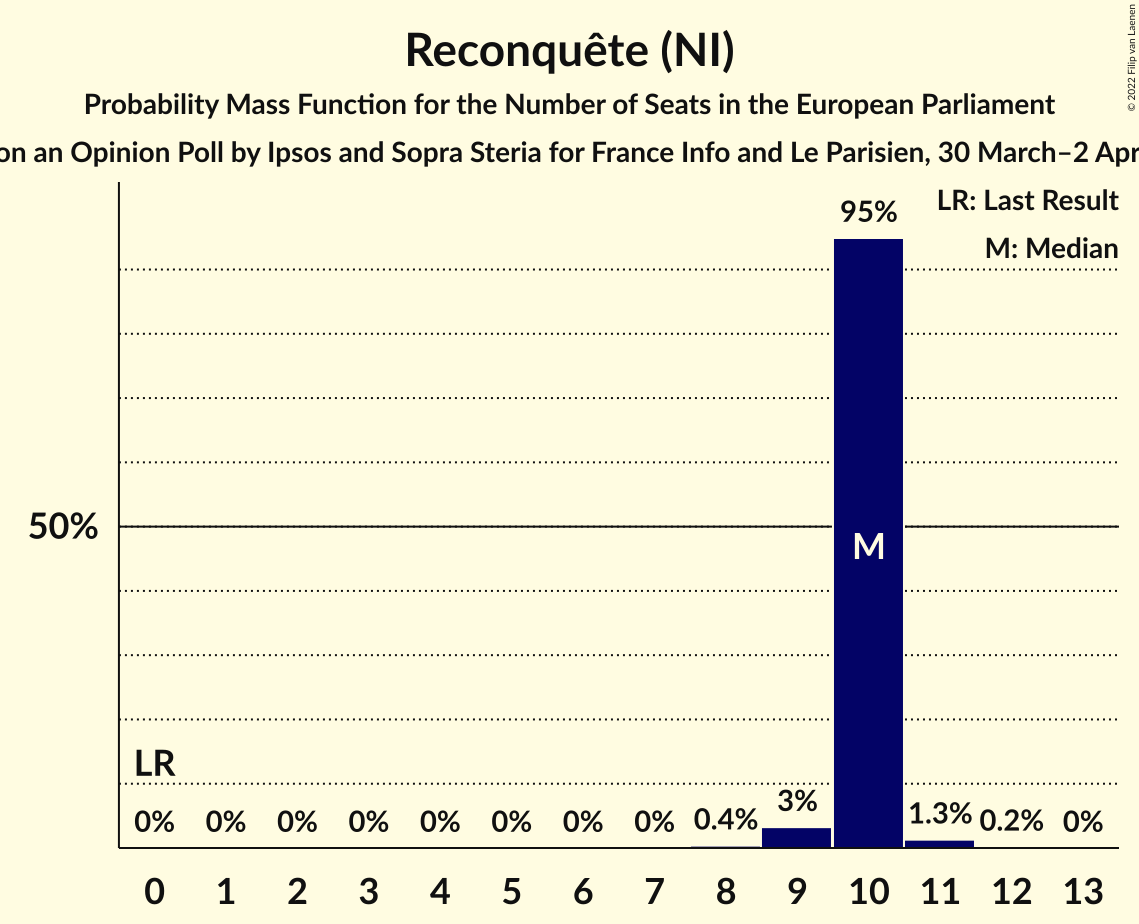 Reconquête (NI)
Probability Mass Function for the Number of Seats in the European Parliament
on an Opinion Poll by Ipsos and Sopra Steria for France Info and Le Parisien, 30 March–2 Apr
© 2022 Filip van Laenen
LR: Last Result
M: Median
95%
50%
M
LR
0% 0% 0% 0% 0% 0% 0% 0% 0.4% 3% 1.3% 0.2% 0%
0 1 2 3 4 5 6 7 8 9 10 11 12 13